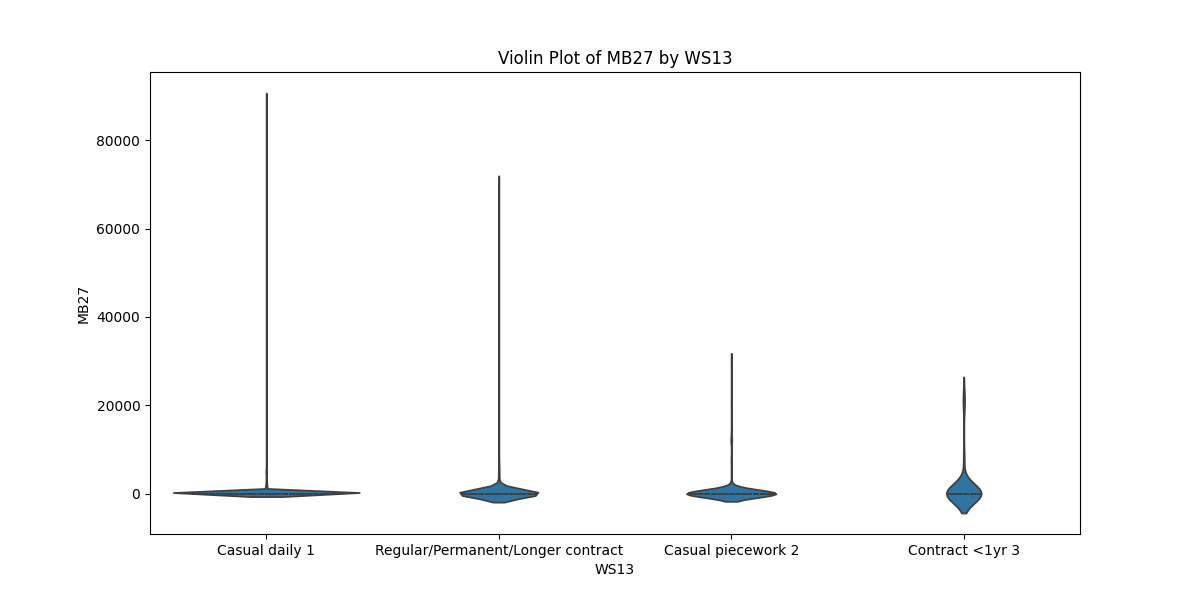 Violin Plot of MB27 by WS13
80000
60000
40000
20000
0
MB27
Casual daily 1
Regular/Permanent/Longer contract
Casual piecework 2
Contract <1yr 3
WS13